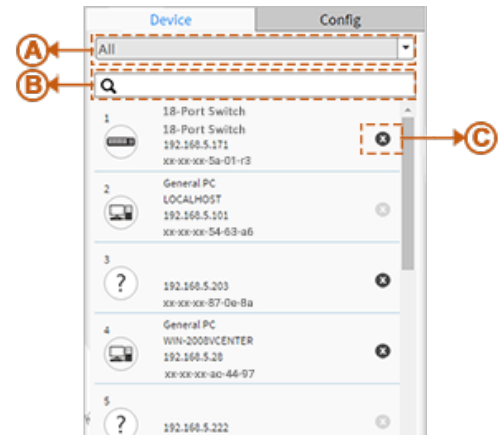 Device
Config
A
All
B
1
18-Port Switch
18-Port Switch
192.168.5.171
xx-xx-xx-5a-01-r3
C
2
General PC
LOCALHOST
192.168.5.101
xx-xx-xx-54-63-a6
3
?
192.168.5.203
xx-xx-xx-87-0e-8a
4
General PC
WIN-2008VCENTER
192.168.5.28
xx-xx-xx-ac-44-97
5
?
192.168.5.222